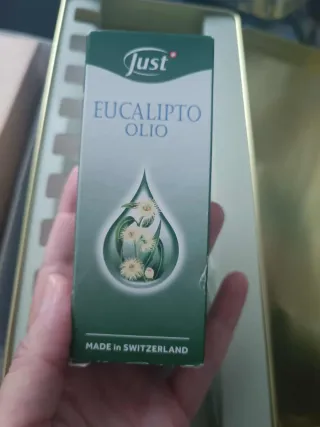 Just
EUCALIPTO
OLIO
MADE in SWITZERLAND